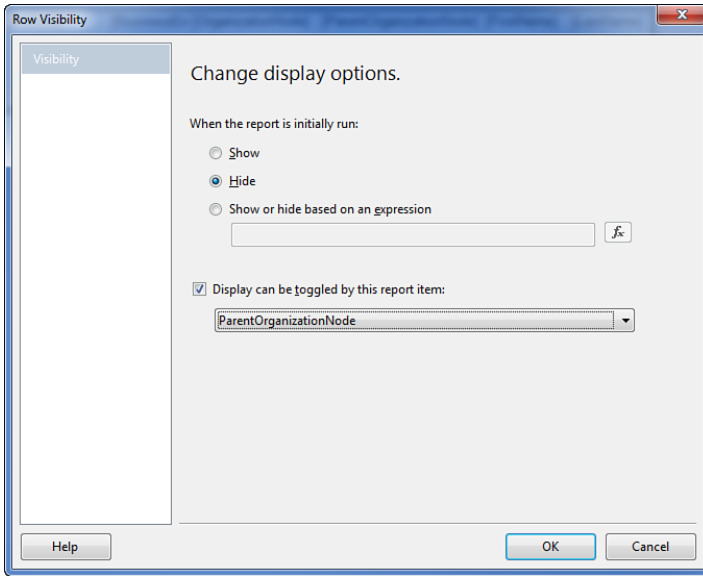 Row Visibility
Visibility
Change display options.
When the report is initially run:
Show
Hide
Show or hide based on an expression
fx
Display can be toggled by this report item:
ParentOrganizationNode
Help
OK
Cancel